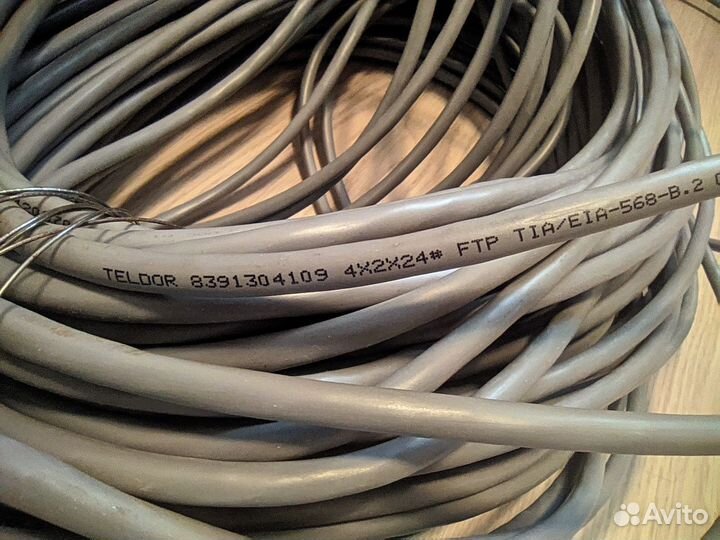 TELDOR 8391304109 4X2X24# FTP TIA/EIA-568-B.2
Avito